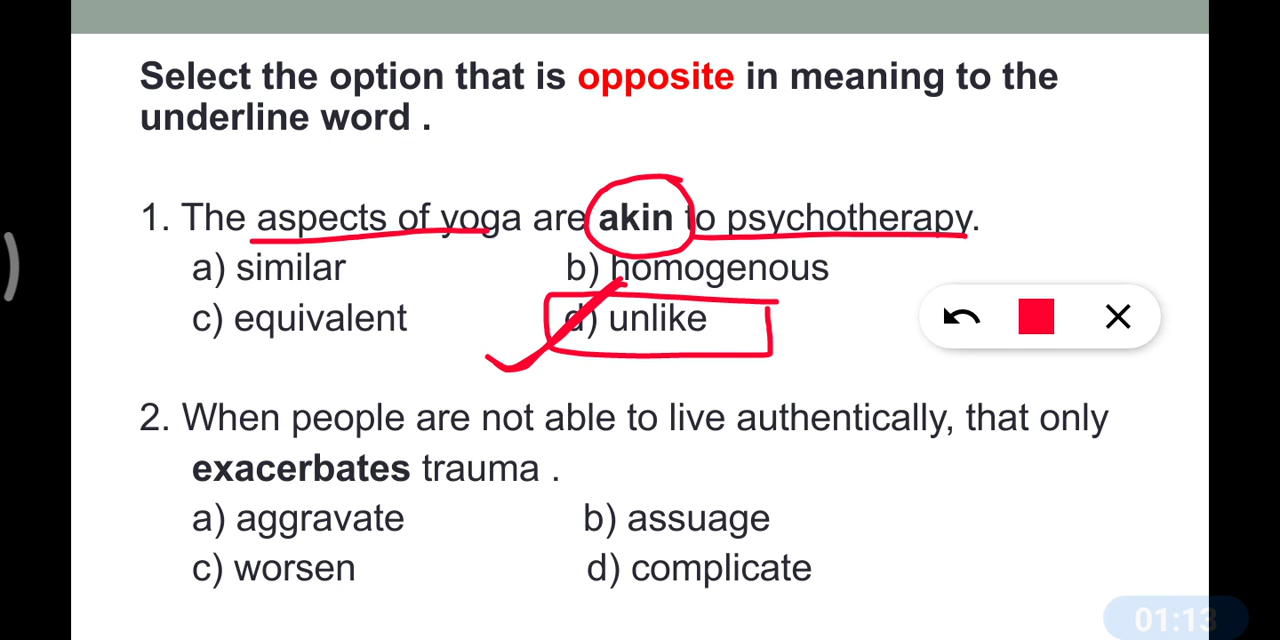 Select the option that is opposite in meaning to the
underline word .
1. The aspects of yoga are akin to psychotherapy.
a) similar b) homogenous
c) equivalent d) unlike
2. When people are not able to live authentically, that only
exacerbates trauma .
a) aggravate b) assuage
c) worsen d) complicate
01:13